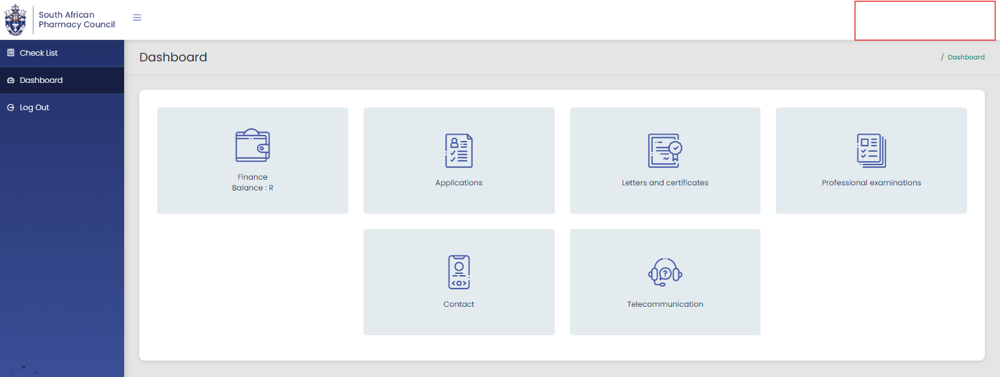 South African
Pharmacy Council
Check List
Dashboard
Log Out
Dashboard
/ Dashboard
Finance
Balance : R
Applications
Letters and certificates
Professional examinations
Contact
Telecommunication